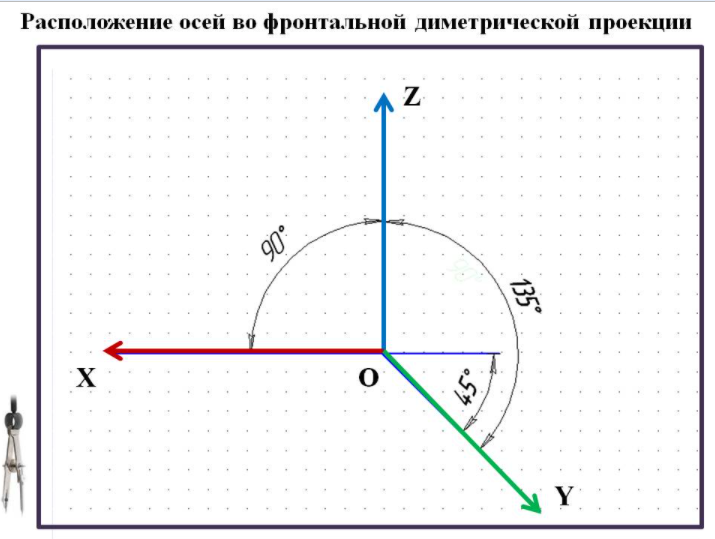 Расположение осей во фронтальной диметрической проекции
Z
90°
135°
X
O
45°
Y